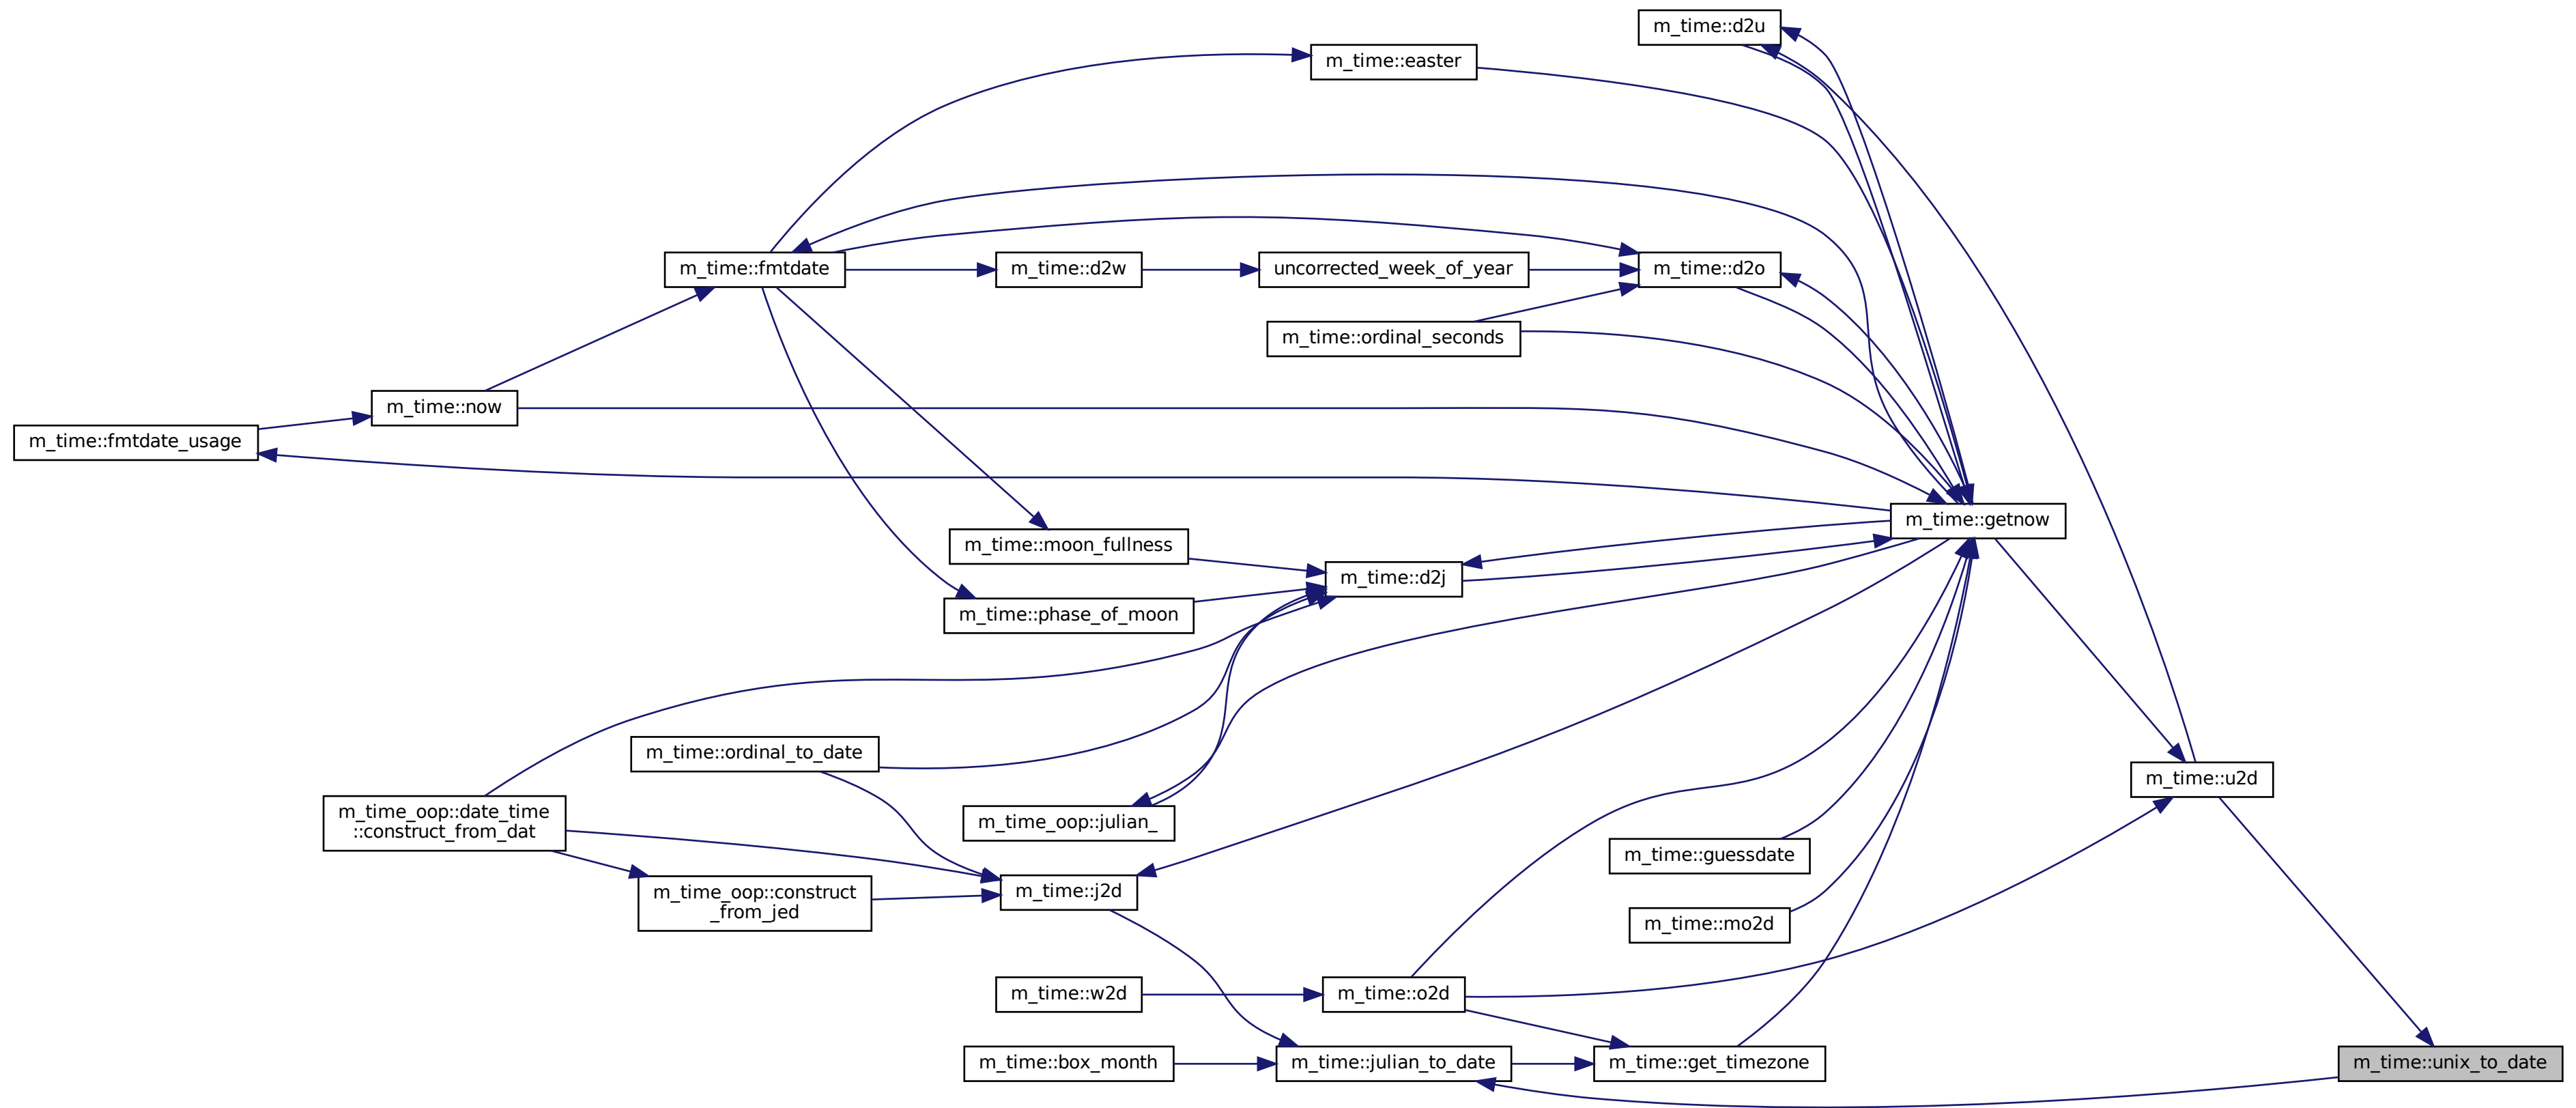 m_time::d2u
m_time::easter
m_time::fmtdate
m_time::d2w
uncorrected_week_of_year
m_time::d2o
m_time::ordinal_seconds
m_time::now
m_time::fmtdate_usage
m_time::getnow
m_time::moon_fullness
m_time::d2j
m_time::phase_of_moon
m_time::ordinal_to_date
m_time::u2d
m_time_oop::date_time
::construct_from_dat
m_time_oop::julian_
m_time::guessdate
m_time_oop::construct
_from_jed
m_time::j2d
m_time::mo2d
m_time::w2d
m_time::o2d
m_time::box_month
m_time::julian_to_date
m_time::get_timezone
m_time::unix_to_date